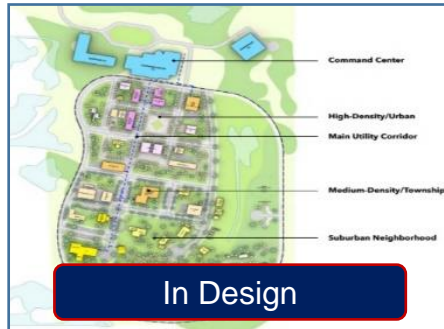 Command Center
High-Density/Urban
Main Utility Corridor
Medium-Density/Township
Suburban Neighborhood
In Design